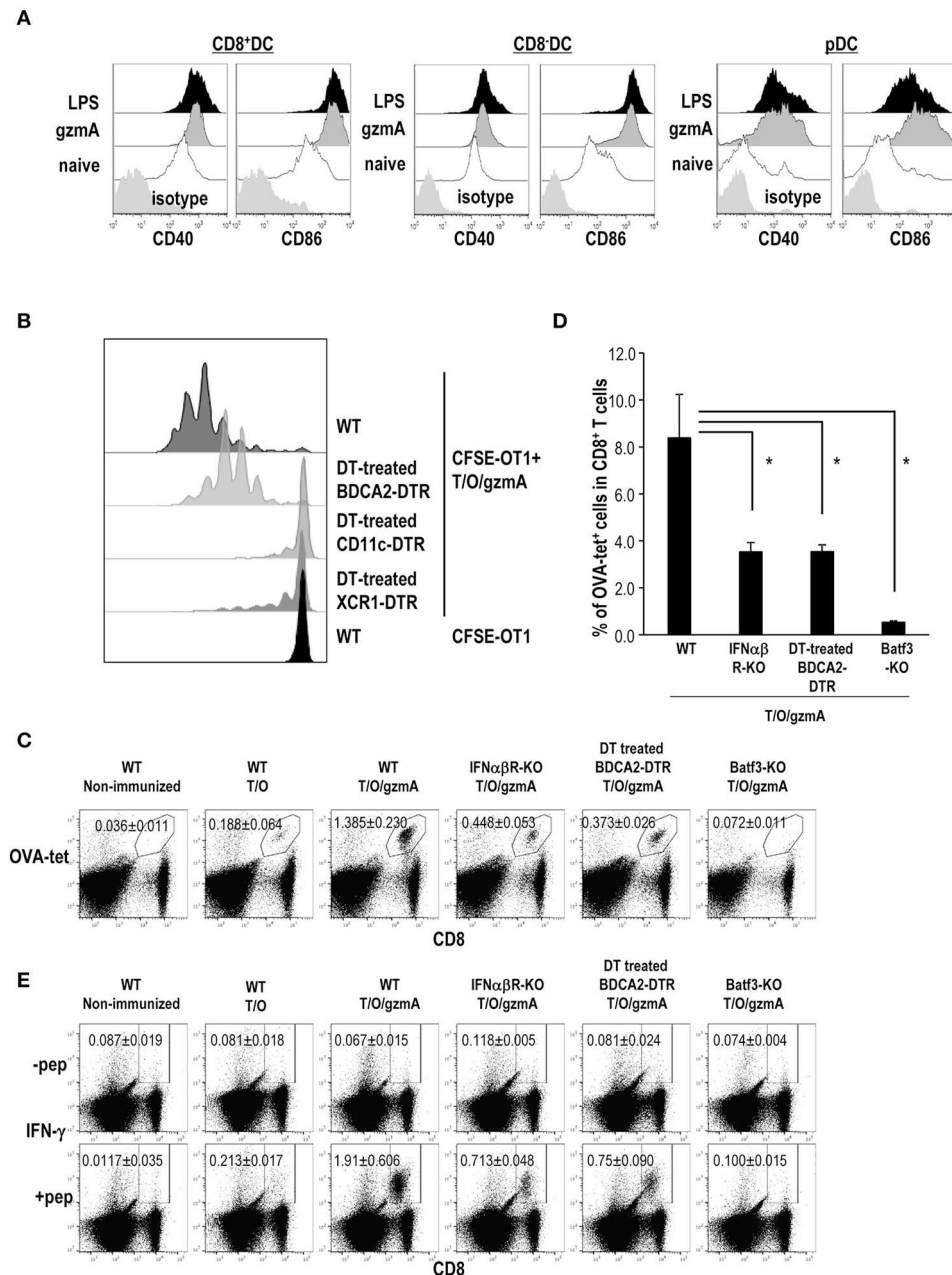 A
CD8+DC
CD8-DC
pDC
LPS
gzmA
naive
isotype
CD40
CD86
LPS
gzmA
naive
isotype
CD40
CD86
LPS
gzmA
naive
isotype
CD40
CD86
B
WT
DT-treated
BDCA2-DTR
DT-treated
CD11c-DTR
DT-treated
XCR1-DTR
WT
CFSE-OT1+
T/O/gzmA
CFSE-OT1
D
% of OVA-tet+ cells in CD8+ T cells
12.0
10.0
8.0
6.0
4.0
2.0
0.0
* * *
WT
IFNαβ
R-KO
DT-treated
BDCA2-
DTR
Batf3
-KO
T/O/gzmA
C
WT
Non-immunized
WT
T/O
WT
T/O/gzmA
IFNαβR-KO
T/O/gzmA
DT treated
BDCA2-DTR
T/O/gzmA
Batf3-KO
T/O/gzmA
0.036±0.011
0.188±0.064
1.385±0.230
0.448±0.053
0.373±0.026
0.072±0.011
OVA-tet
CD8
E
WT
Non-immunized
WT
T/O
WT
T/O/gzmA
IFNαβR-KO
T/O/gzmA
DT treated
BDCA2-DTR
T/O/gzmA
Batf3-KO
T/O/gzmA
-pep
0.087±0.019
0.081±0.018
0.067±0.015
0.118±0.005
0.081±0.024
0.074±0.004
IFN-γ
+pep
0.0117±0.035
0.213±0.017
1.91±0.606
0.713±0.048
0.75±0.090
0.100±0.015
CD8